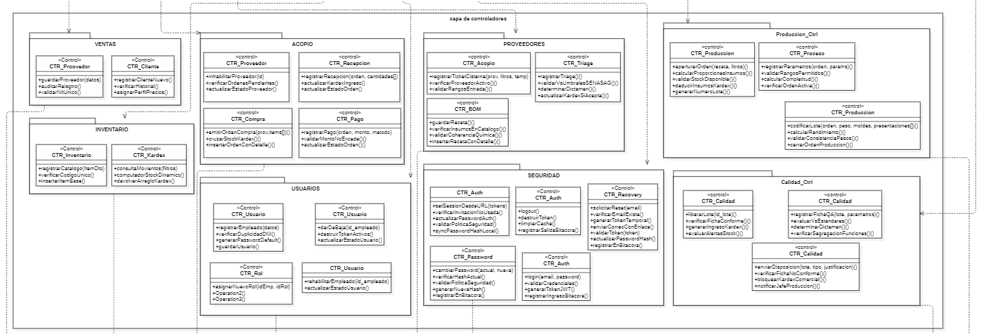 capa de controladores
VENTAS
«Control»
CTR_Proovedor
+guardarProveedor(datos)
+auditarReisgtro()
+validarNitUnico()
«Control»
CTR_Cliente
+registrarClienteNuevo()
+verificarHistorial()
+asignarPerfilPrecios()
INVENTARIO
«Control»
CTR_Inventario
+registrarCatalogo(ItemDto)
+verificarCodigoUnico()
+insertarItemBase()
«Control»
CTR_Kardex
+consultaMovientos(filtros)
+computadorStockDinamico()
+devolverArregloKardex()
ACOPIO
«control»
CTR_Proveedor
+inhabilitarProveedor(id)
+verificarOrdenesPendientes()
+actualizarEstadoProveedor()
«control»
CTR_Recepcion
+registrarRecepcion(orden, cantidades[])
+actualizarKardexIngreso()
+actualizarEstadoOrden()
«control»
CTR_Compra
+emitirOrdenCompra(prov,items[])()
+cruzarStockKardex()
+insertarOrdenConDetalle()
«control»
CTR_Pago
+registrarPago(orden, monto, metodo)
+validarMontoNoExcede()
+actualizarEstadoOrden()
USUARIOS
«Control»
CTR_Usuario
+registrarEmpleado(datos)
+verificarDuplicidadDNI()
+generarPasswordDefault()
+guardarUsuario()
«Control»
CTR_Usuario
+darDeBaja(id_empleado)
+destruirTokenActivos()
+actualizarEstadoUsuario()
«Control»
CTR_Rol
+asignarNuevoRol(idEmp, idRol)
+Operation2()
+Operation3()
CTR_Usuario
+rehabilitarEmpleado(id_empleado)
+actualizarEstadoUsuario()
PROVEEDORES
«control»
CTR_Acopio
+registrarTicketCisterna(prov, litros, temp)
+verificarProveedorActivo()()
+validarRangosEntrada()()
«control»
CTR_Triage
+registrarTriage()()
+validarVsUmbralesSENASAG()()
+determinarDictamen()()
+actualizarKardexSiAcepta()()
«control»
CTR_BOM
+guardarReceta()()
+verificarInsumosEnCatalogo()()
+validarCoherenciaQuimica()()
+insertarRecetaConDetalle()()
SEGURIDAD
CTR_Auth
+setSessionDesdeURL(tokens)
+verificarInvitacionNoUsada()
+actualizarPasswordAuth()
+validarPoliticaSeguridad()
+syncPasswordHashLocal()
«Control»
CTR_Auth
+logout()
+destruirToken()
+limpiarCache()
+registrarSalidaBitacora()
«Control»
CTR_Recovery
+solicitarReset(email)
+varificarEmailExiste()
+generarTokenTemporal()
+enviarCorreoConEnlace()
+validarToken(token)
+actualizarPasswordHash()
+registrarEnBitacora()
«Control»
CTR_Password
+cambiarPassword(actual, nueva)
+verificarHashActual()
+validarPolitcaSeguridad()
+generarNuevaHash()
+registrarEnBitacora()
«Control»
CTR_Auth
+login(email, password)
+validarCredenciales()
+generarTokenJWT()
+registrarIngresoBitacora()
Produccion_Ctrl
«control»
CTR_Produccion
+aperturarOrden(receta, litros)()
+calcularProporcionesInsumos()()
+validarStockDisponible()()
+deducirInsumosKardex()()
+generarNumeroLote()()
«control»
CTR_Proceso
+registrarParametros(orden, params)()
+validarRangosPermitidos()()
+calcularCompletitud()()
+verificarOrdenActiva()()
«control»
CTR_Produccion
+codificarLote(orden, peso, moldes, presentaciones[])()
+calcularRendimiento()()
+validarConsistenciaPesos()()
+cerrarOrdenProduccion()()
Calidad_Ctrl
«control»
CTR_Calidad
+liberarLote(id_lote)()
+verificarFichaConforme()()
+generarIngresoKardex()()
+evaluarAlertasStock()()
«control»
CTR_Calidad
+registrarFichaQA(lote, parametros)()
+evaluarVsEstandares()()
+determinarDictamen()()
+verificarSegregacionFunciones()()
«control»
CTR_Calidad
+enviarDisposicion(lote, tipo, justificacion)()
+verificarFichaNoConforme()()
+bloquearKardexComercial()()
+notificarJefeProduccion()()